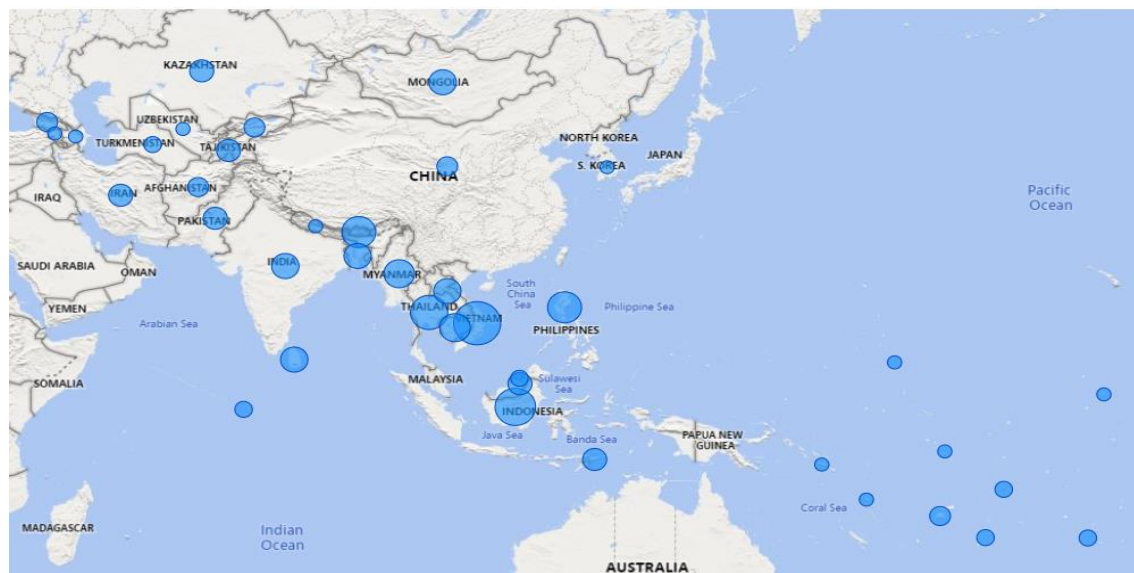 KAZAKHSTAN
MONGOLIA
UZBEKISTAN
TURKMENISTAN
TAJIKISTAN
NORTH KOREA
S. KOREA
JAPAN
CHINA
AFGHANISTAN
IRAN
IRAQ
PAKISTAN
Pacific
Ocean
SAUDI ARABIA
OMAN
INDIA
MYANMAR
YEMEN
South
China
Sea
THAILAND
VIETNAM
Philippine Sea
Arabian Sea
PHILIPPINES
SOMALIA
MALAYSIA
Sulawesi
Sea
INDONESIA
Java Sea
Banda Sea
PAPUA NEW
GUINEA
Coral Sea
MADAGASCAR
Indian
Ocean
AUSTRALIA